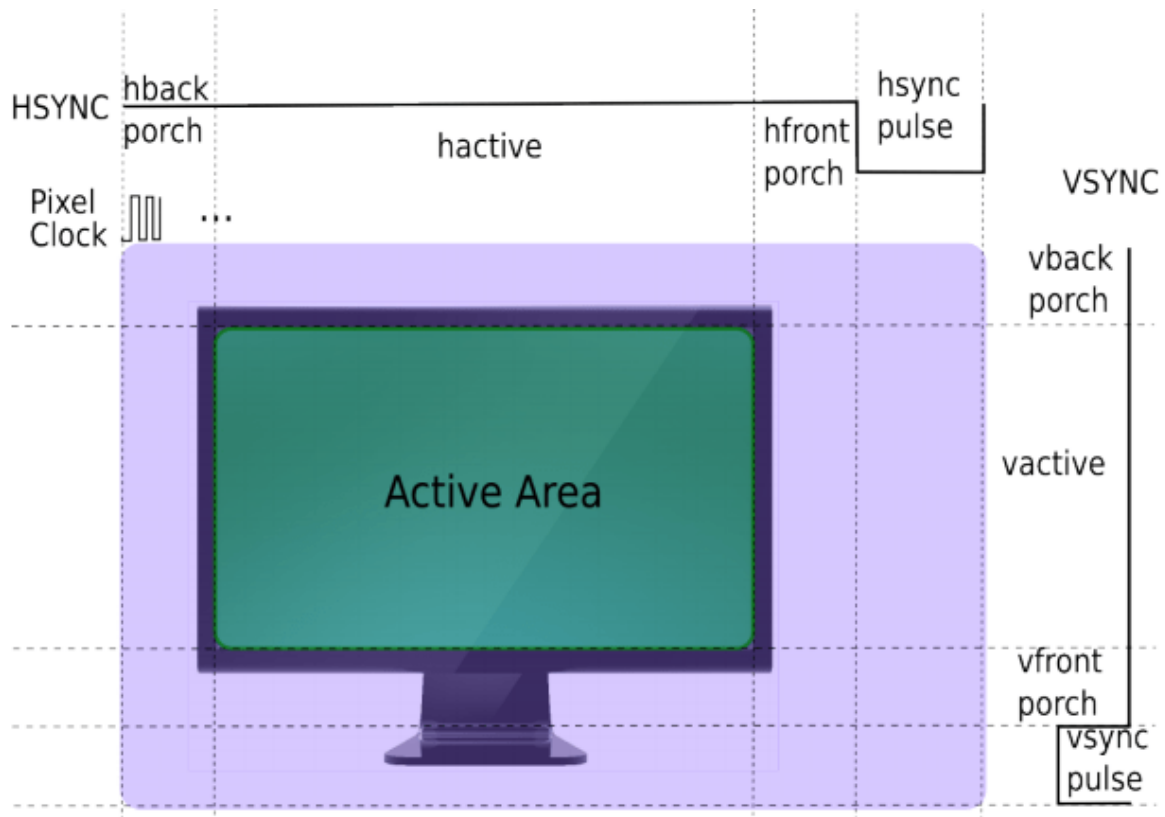 hback
porch
HSYNC
hactive
hfront
porch
hsync
pulse
VSYNC
Pixel
Clock
...
vback
porch
Active Area
vactive
vfront
porch
vsync
pulse